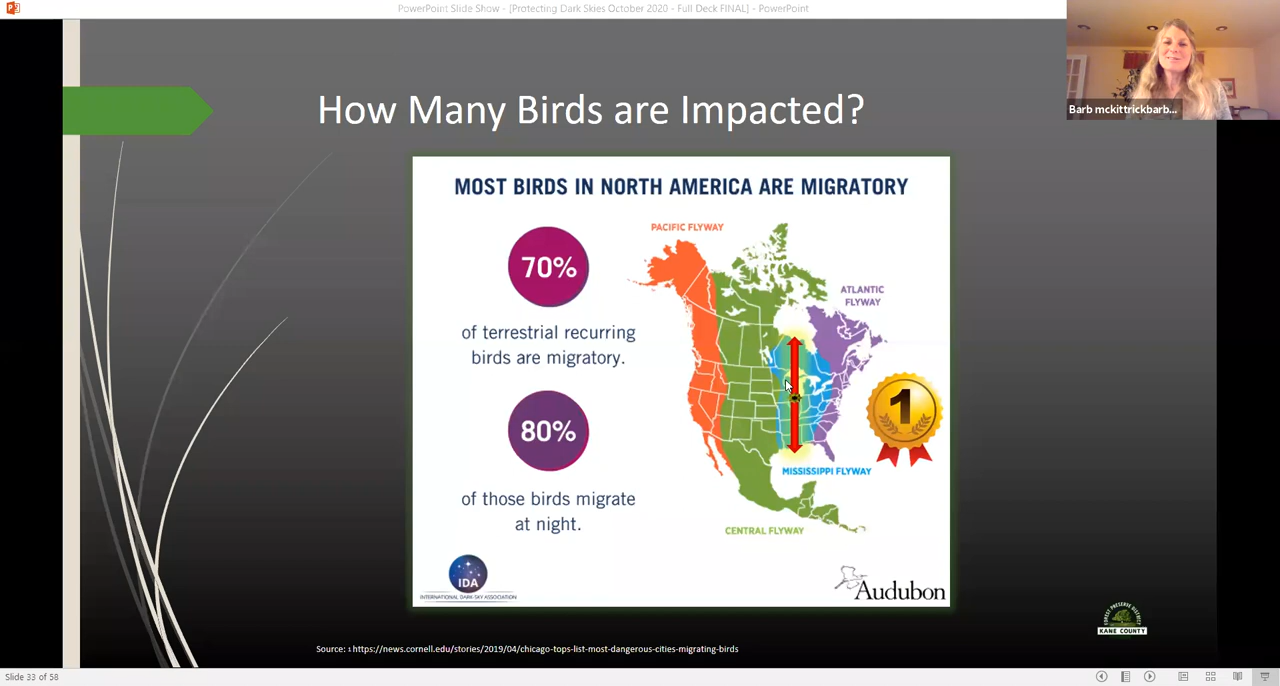 PowerPoint Slide Show - [Protecting Dark Skies October 2020 - Full Deck FINAL] - PowerPoint
Barb mckittrickbarb...
How Many Birds are Impacted?
MOST BIRDS IN NORTH AMERICA ARE MIGRATORY
70%
of terrestrial recurring
birds are migratory.
80%
of those birds migrate
at night.
PACIFIC FLYWAY
ATLANTIC
FLYWAY
1
MISSISSIPPI FLYWAY
CENTRAL FLYWAY
IDA
INTERNATIONAL DARK-SKY ASSOCIATION
Audubon
FOREST PRESERVE DISTRICT
KANE COUNTY
Source: 1 https://news.cornell.edu/stories/2019/04/chicago-tops-list-most-dangerous-cities-migrating-birds
Slide 33 of 58